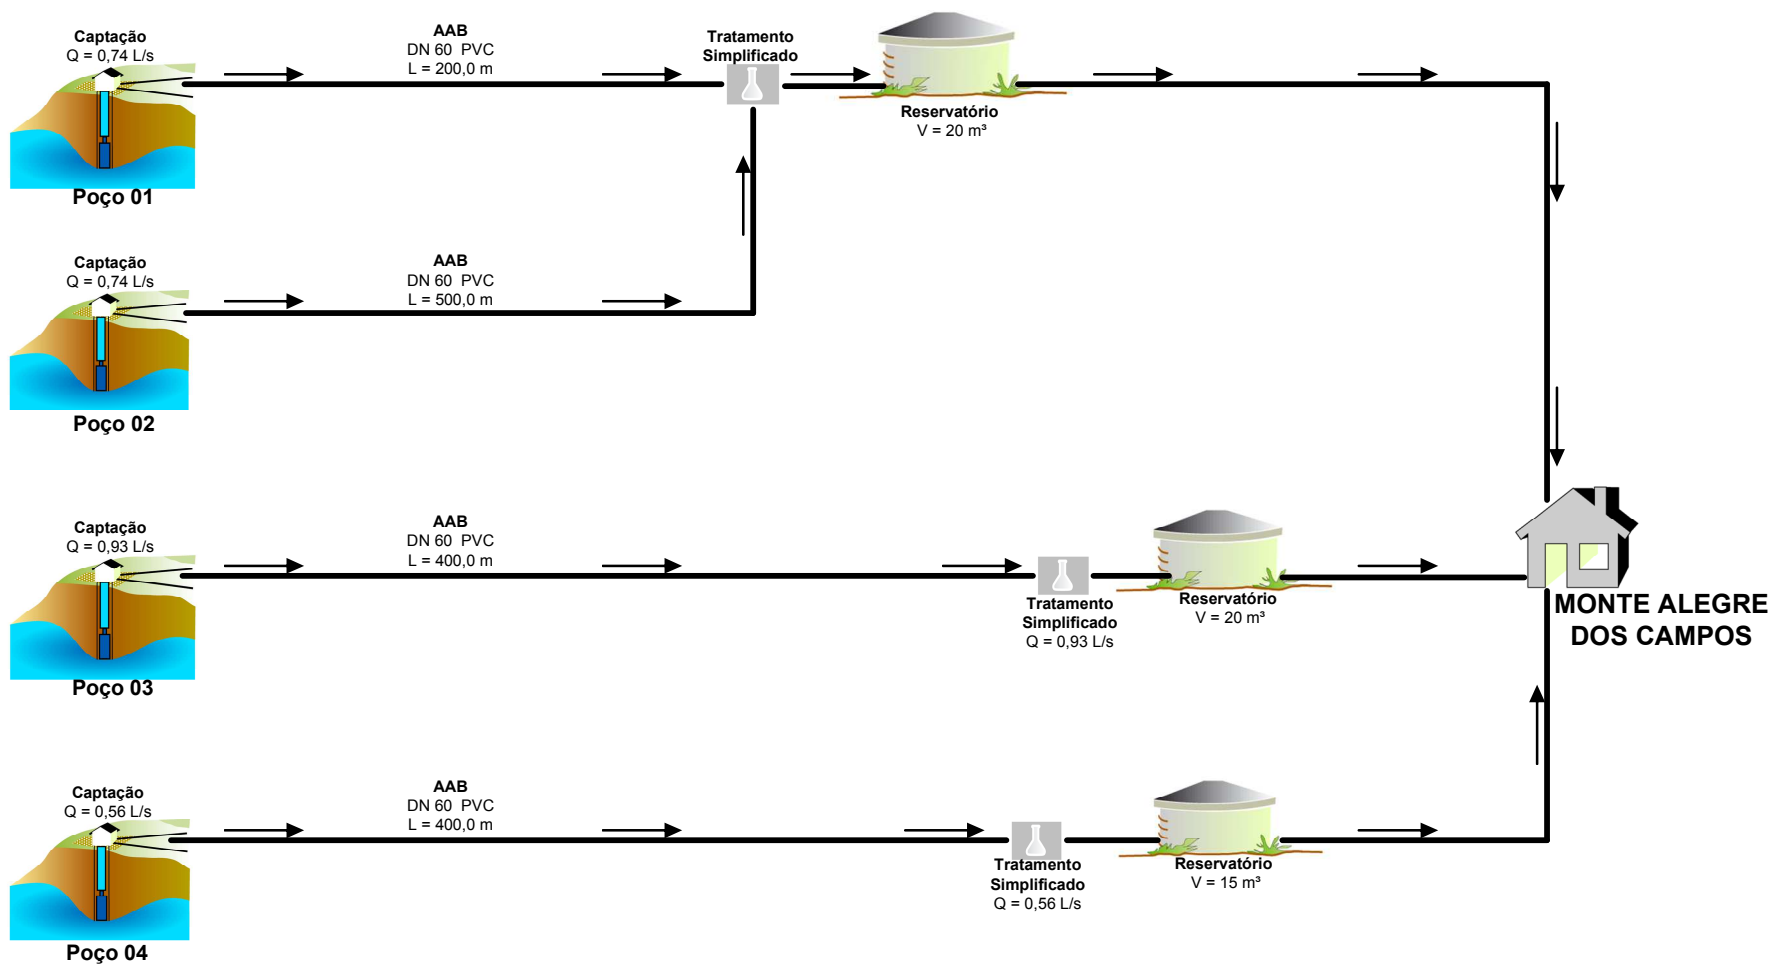 Captação
Q = 0,74 L/s
AAB
DN 60 PVC
L = 200,0 m
Tratamento
Simplificado
Reservatório
V = 20 m³
Poço 01
Captação
Q = 0,74 L/s
AAB
DN 60 PVC
L = 500,0 m
Poço 02
Captação
Q = 0,93 L/s
AAB
DN 60 PVC
L = 400,0 m
Tratamento
Simplificado
Q = 0,93 L/s
Reservatório
V = 20 m³
MONTE ALEGRE
DOS CAMPOS
Poço 03
Captação
Q = 0,56 L/s
AAB
DN 60 PVC
L = 400,0 m
Tratamento
Simplificado
Q = 0,56 L/s
Reservatório
V = 15 m³
Poço 04